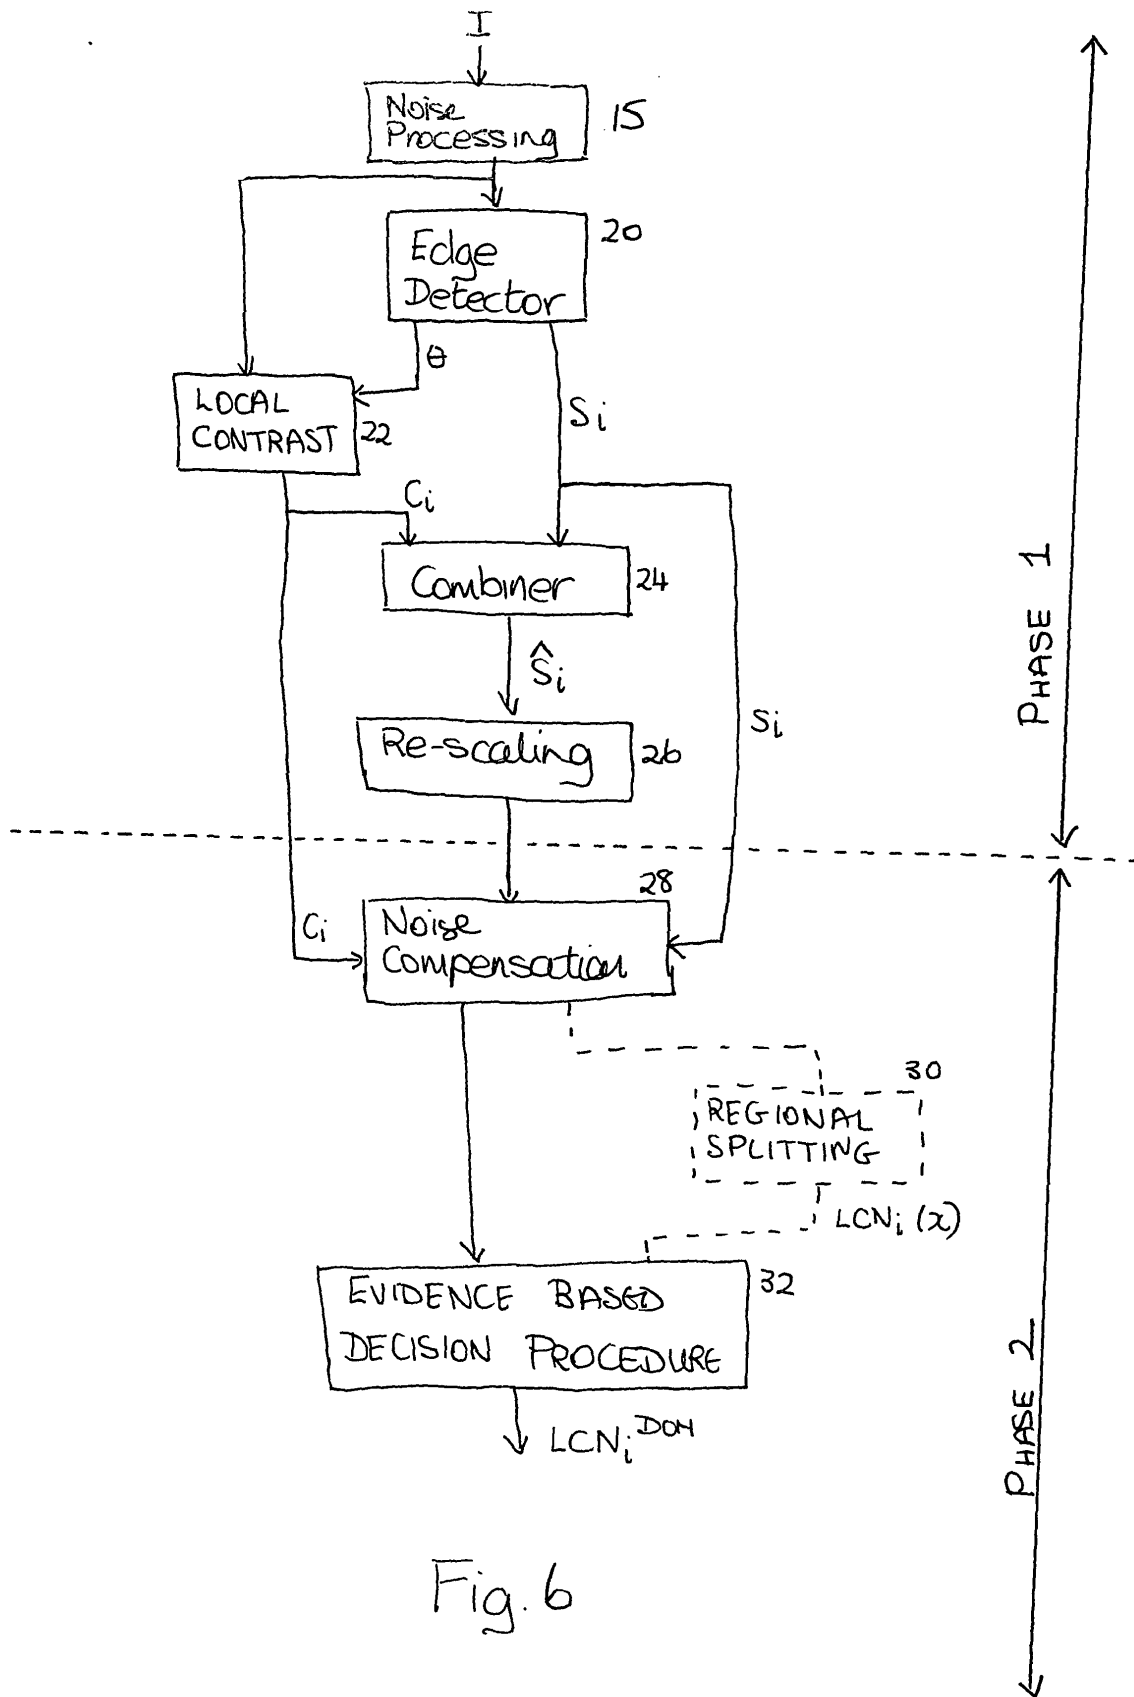 I
Noise
Processing
15
Edge
Detector
20
θ
Si
LOCAL
CONTRAST
22
Ci
Combiner
24
Ŝi
Re-scaling
26
Si
PHASE 1
28
Ci
Noise
Compensation
30
REGIONAL
SPLITTING
LCNi (x)
EVIDENCE BASED
DECISION PROCEDURE
32
LCNi DOM
PHASE 2
Fig. 6